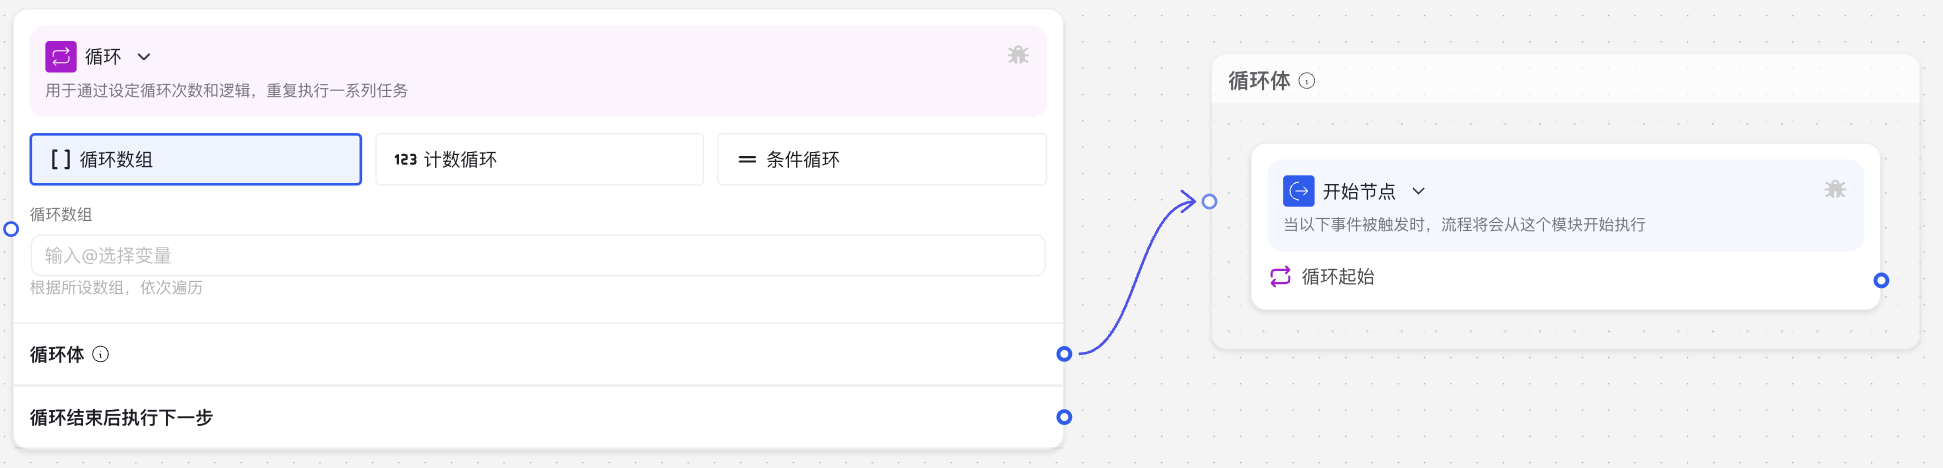 循环
用于通过设定循环次数和逻辑，重复执行一系列任务
[ ] 循环数组
123 计数循环
= 条件循环
循环数组
输入@选择变量
根据所设数组，依次遍历
循环体
循环结束后执行下一步
循环体
开始节点
当以下事件被触发时，流程将会从这个模块开始执行
循环起始